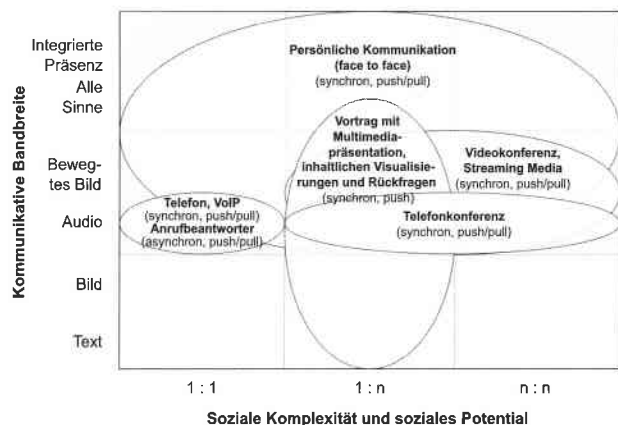 Kommunikative Bandbreite
Integrierte
Präsenz
Alle
Sinne
Beweg-
tes Bild
Audio
Bild
Text
Persönliche Kommunikation
(face to face)
(synchron, push/pull)
Vortrag mit
Multimedia-
präsentation,
inhaltlichen Visualisie-
rungen und Rückfragen
(synchron, push)
Videokonferenz,
Streaming Media
(synchron, push/pull)
Telefon, VoIP
(synchron, push/pull)
Anrufbeantworter
(asynchron, push/pull)
Telefonkonferenz
(synchron, push/pull)
1 : 1
1 : n
n : n
Soziale Komplexität und soziales Potential